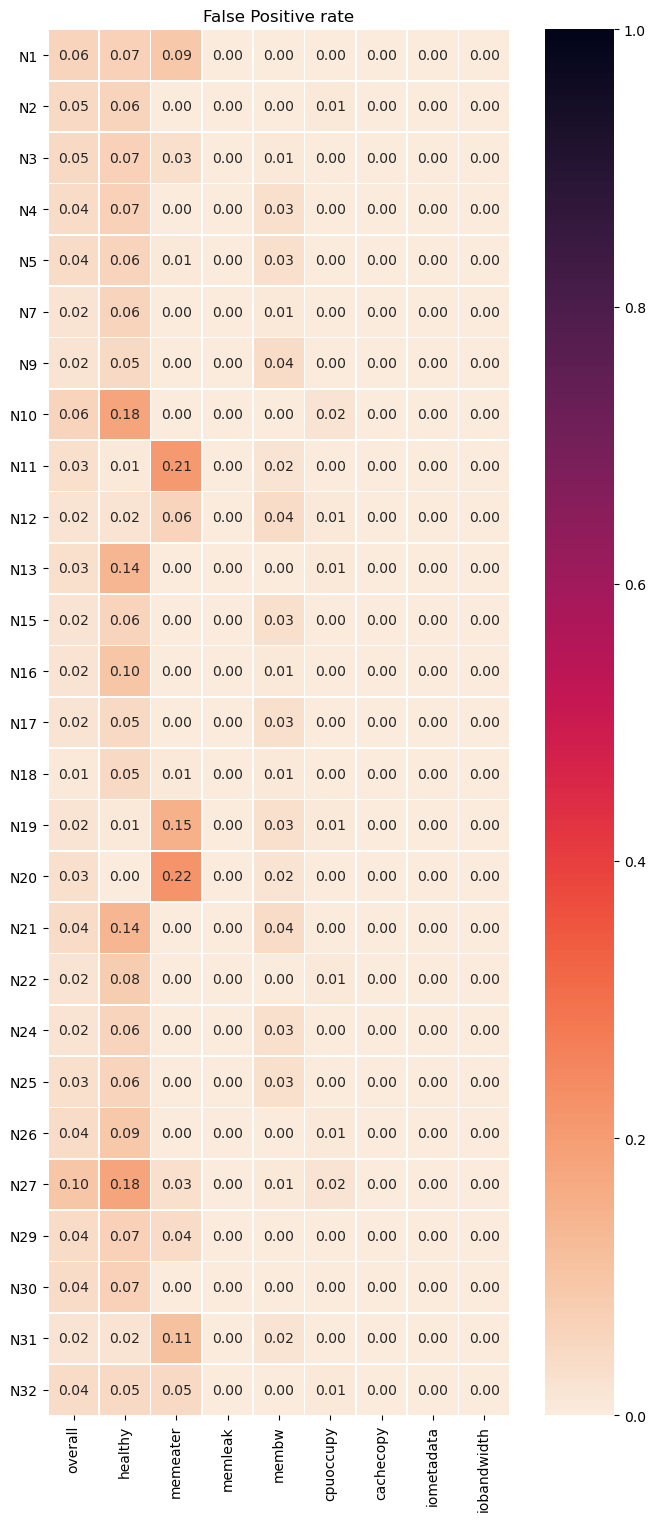 False Positive rate
N1 0.06 0.07 0.09 0.00 0.00 0.00 0.00 0.00 0.00
N2 0.05 0.06 0.00 0.00 0.00 0.01 0.00 0.00 0.00
N3 0.05 0.07 0.03 0.00 0.01 0.00 0.00 0.00 0.00
N4 0.04 0.07 0.00 0.00 0.03 0.00 0.00 0.00 0.00
N5 0.04 0.06 0.01 0.00 0.03 0.00 0.00 0.00 0.00
N7 0.02 0.06 0.00 0.00 0.01 0.00 0.00 0.00 0.00
N9 0.02 0.05 0.00 0.00 0.04 0.00 0.00 0.00 0.00
N10 0.06 0.18 0.00 0.00 0.00 0.02 0.00 0.00 0.00
N11 0.03 0.01 0.21 0.00 0.02 0.00 0.00 0.00 0.00
N12 0.02 0.02 0.06 0.00 0.04 0.01 0.00 0.00 0.00
N13 0.03 0.14 0.00 0.00 0.00 0.01 0.00 0.00 0.00
N15 0.02 0.06 0.00 0.00 0.03 0.00 0.00 0.00 0.00
N16 0.02 0.10 0.00 0.00 0.01 0.00 0.00 0.00 0.00
N17 0.02 0.05 0.00 0.00 0.03 0.00 0.00 0.00 0.00
N18 0.01 0.05 0.01 0.00 0.01 0.00 0.00 0.00 0.00
N19 0.02 0.01 0.15 0.00 0.03 0.01 0.00 0.00 0.00
N20 0.03 0.00 0.22 0.00 0.02 0.00 0.00 0.00 0.00
N21 0.04 0.14 0.00 0.00 0.04 0.00 0.00 0.00 0.00
N22 0.02 0.08 0.00 0.00 0.00 0.01 0.00 0.00 0.00
N24 0.02 0.06 0.00 0.00 0.03 0.00 0.00 0.00 0.00
N25 0.03 0.06 0.00 0.00 0.03 0.00 0.00 0.00 0.00
N26 0.04 0.09 0.00 0.00 0.00 0.01 0.00 0.00 0.00
N27 0.10 0.18 0.03 0.00 0.01 0.02 0.00 0.00 0.00
N29 0.04 0.07 0.04 0.00 0.00 0.00 0.00 0.00 0.00
N30 0.04 0.07 0.00 0.00 0.00 0.00 0.00 0.00 0.00
N31 0.02 0.02 0.11 0.00 0.02 0.00 0.00 0.00 0.00
N32 0.04 0.05 0.05 0.00 0.00 0.01 0.00 0.00 0.00
overall healthy memeater memleak membw cpuoccupy cachecopy iometadata iobandwidth
1.0
0.8
0.6
0.4
0.2
0.0